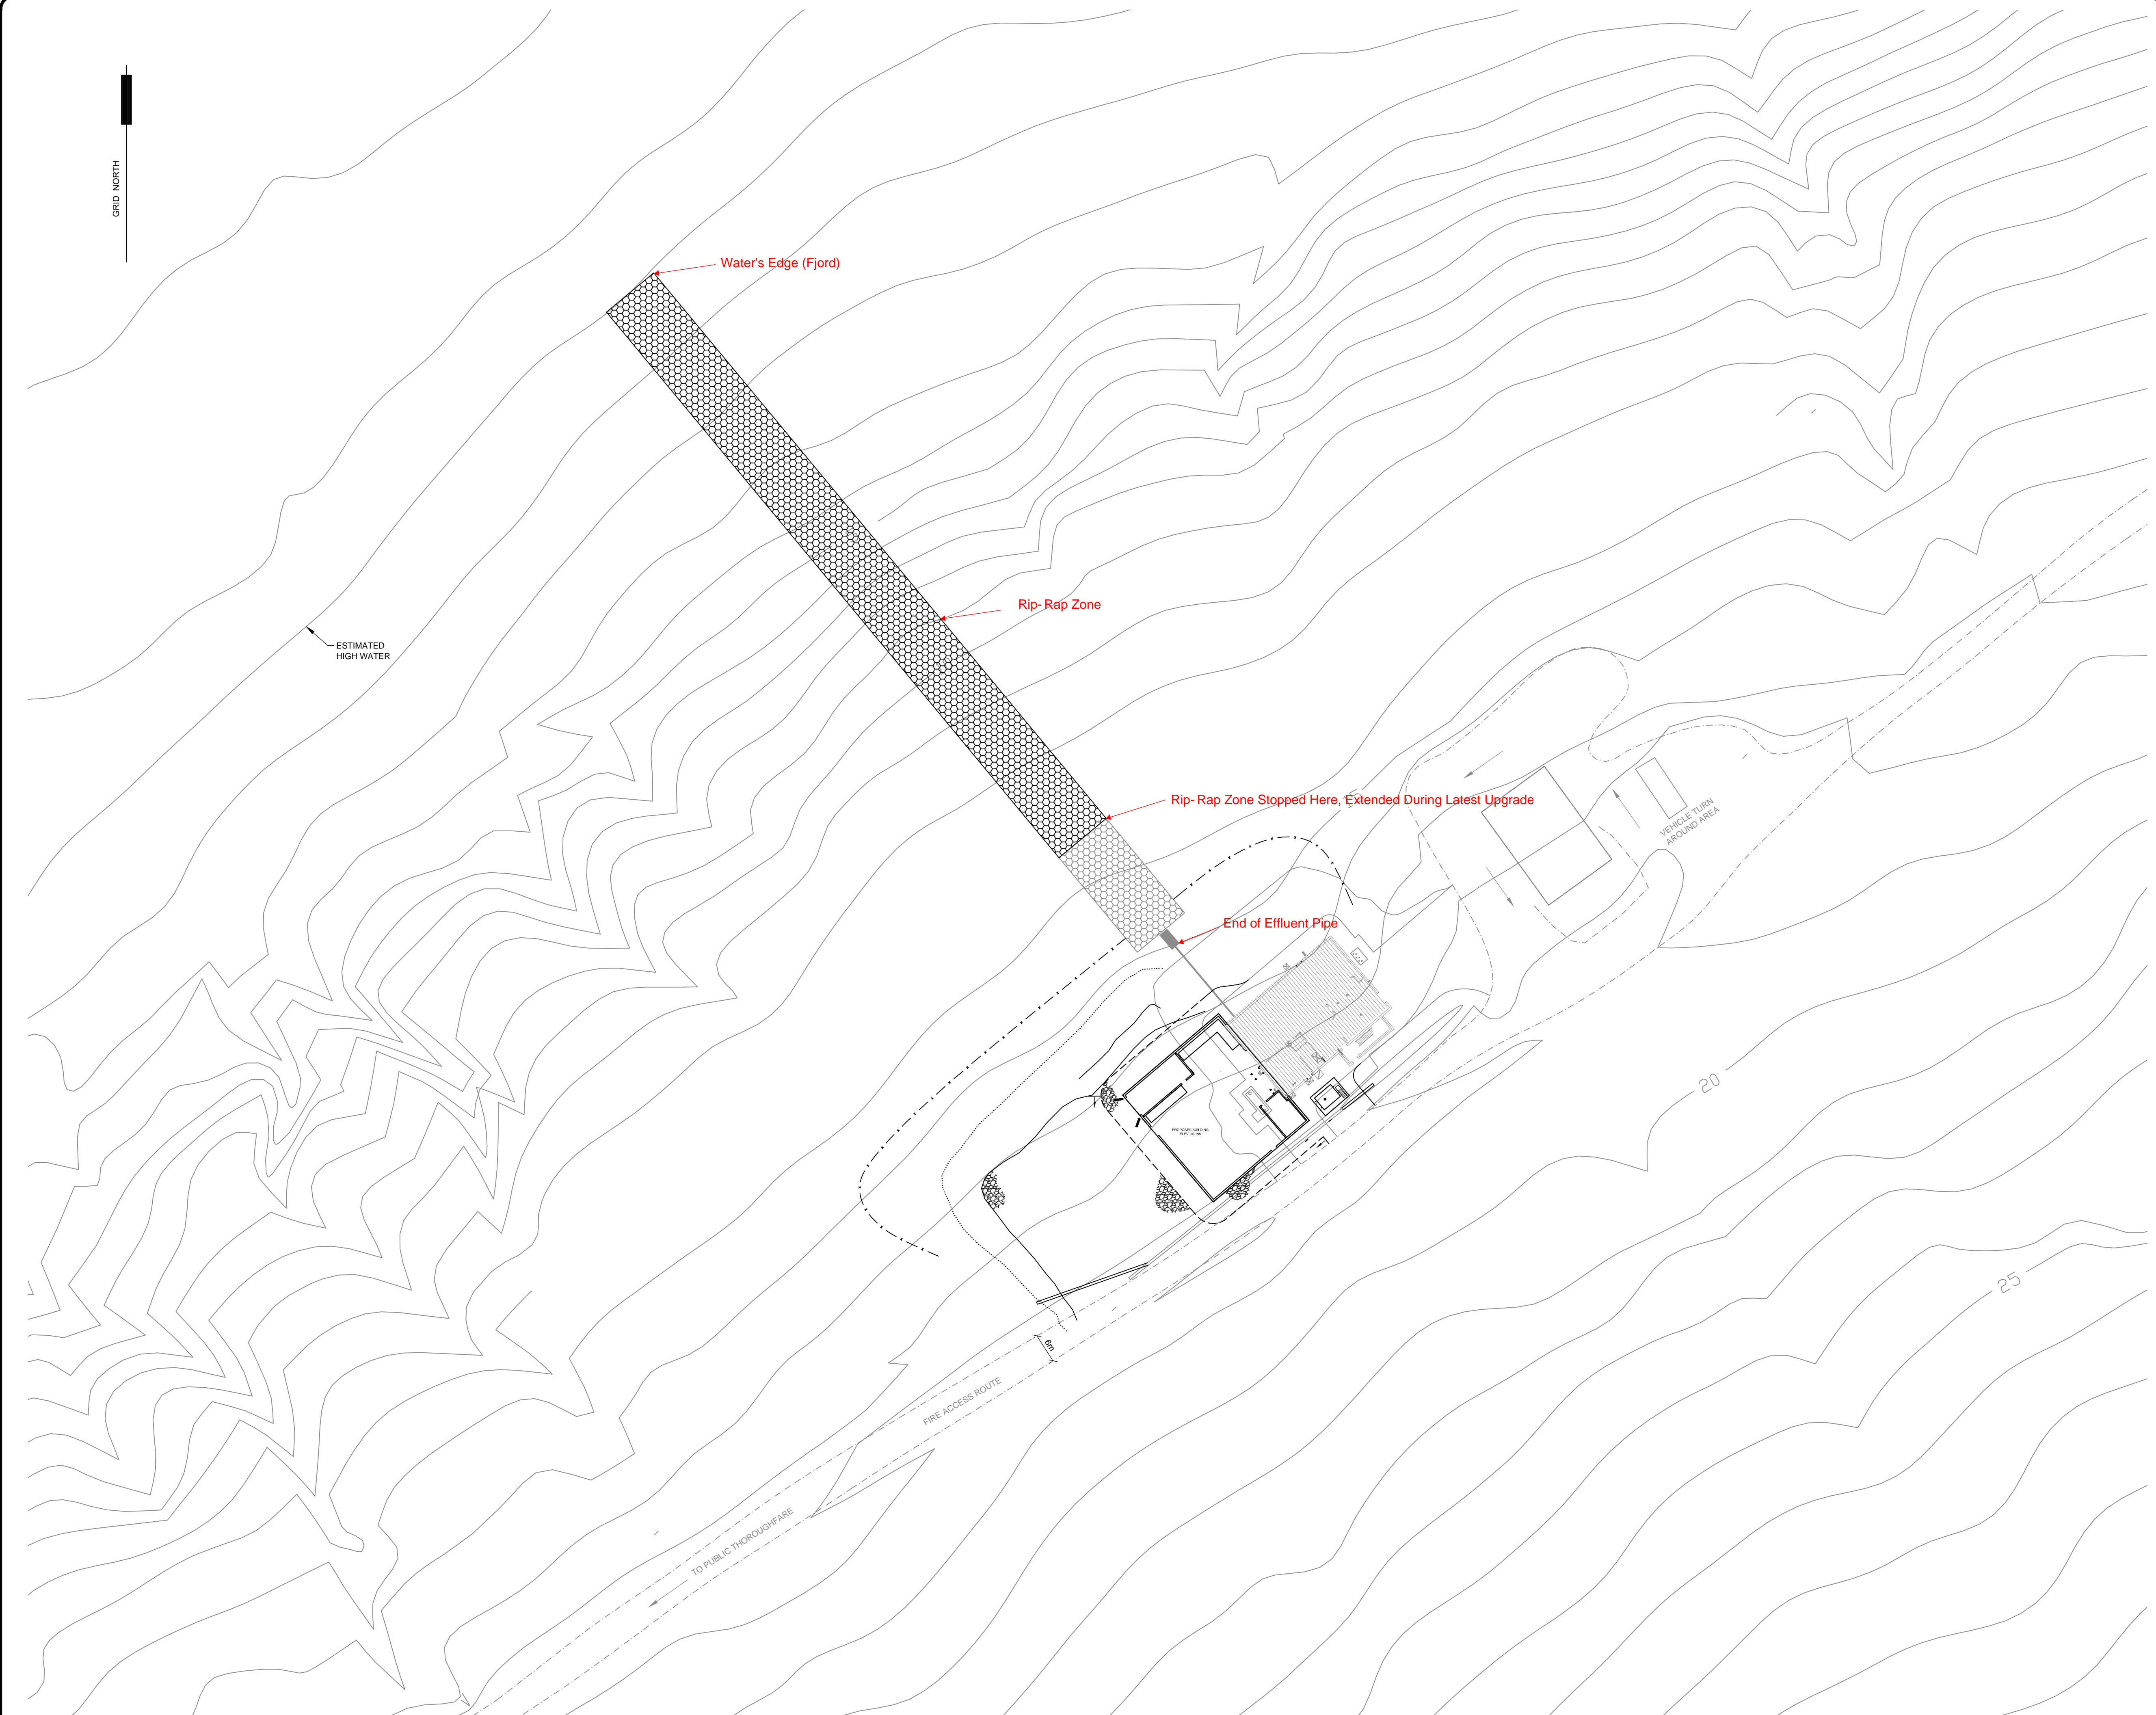 GRID NORTH
Water's Edge (Fjord)
Rip-Rap Zone
ESTIMATED
HIGH WATER
Rip-Rap Zone Stopped Here, Extended During Latest Upgrade
VEHICLE TURN
AROUND AREA
End of Effluent Pipe
PROPOSED BUILDING
20
25
6m
FIRE ACCESS ROUTE
TO PUBLIC THOROUGHFARE